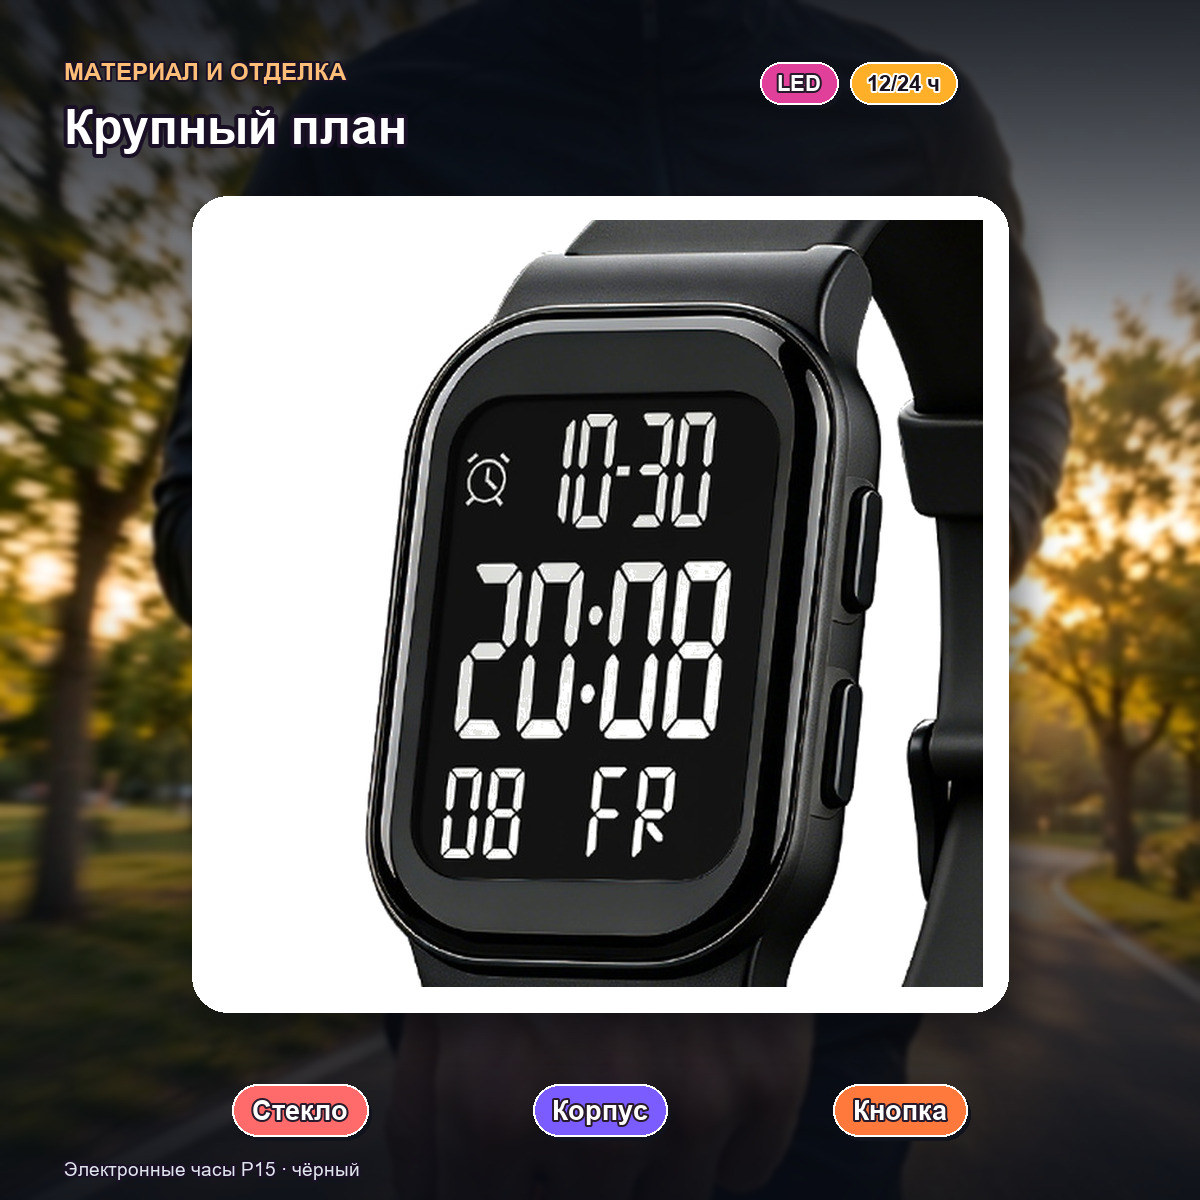 МАТЕРИАЛ И ОТДЕЛКА
Крупный план
LED
12/24 ч
10-30
20:08
08 FR
Стекло
Корпус
Кнопка
Электронные часы P15 · чёрный